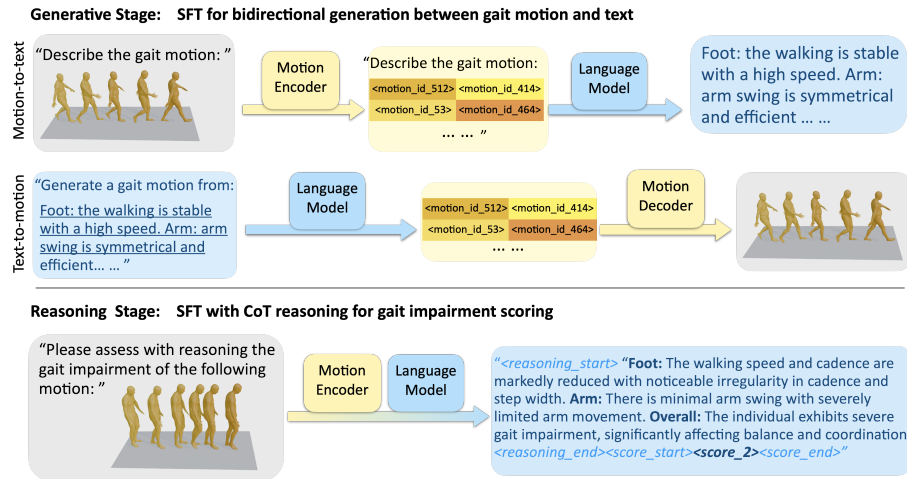 Generative Stage: SFT for bidirectional generation between gait motion and text
Motion-to-text
“Describe the gait motion: ”
Motion
Encoder
“Describe the gait motion:
<motion_id_512> <motion_id_414>
<motion_id_53> <motion_id_464>
... ... ”
Language
Model
Foot: the walking is stable
with a high speed. Arm:
arm swing is symmetrical
and efficient ... ...
Text-to-motion
“Generate a gait motion from:
Foot: the walking is stable
with a high speed. Arm: arm
swing is symmetrical and
efficient... ... ”
Language
Model
<motion_id_512> <motion_id_414>
<motion_id_53> <motion_id_464>
... ...
Motion
Decoder
Reasoning Stage: SFT with CoT reasoning for gait impairment scoring
“Please assess with reasoning the
gait impairment of the following
motion: ”
Motion
Encoder
Language
Model
“<reasoning_start> “Foot: The walking speed and cadence are
markedly reduced with noticeable irregularity in cadence and
step width. Arm: There is minimal arm swing with severely
limited arm movement. Overall: The individual exhibits severe
gait impairment, significantly affecting balance and coordination
<reasoning_end><score_start><score_2><score_end>”